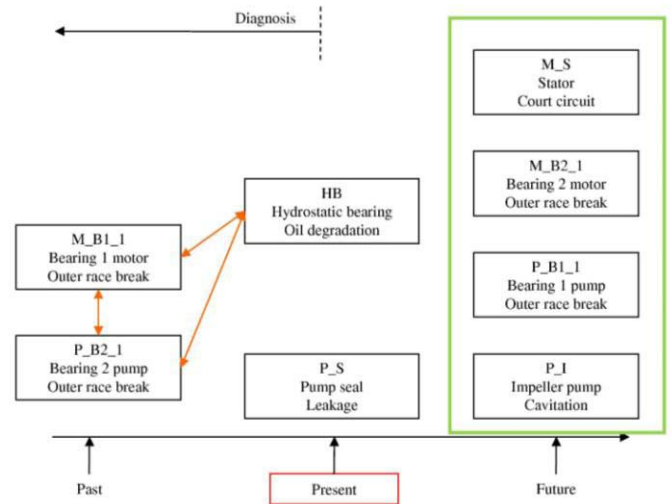 Diagnosis
M_S
Stator
Court circuit
M_B2_1
Bearing 2 motor
Outer race break
HB
Hydrostatic bearing
Oil degradation
M_B1_1
Bearing 1 motor
Outer race break
P_B1_1
Bearing 1 pump
Outer race break
P_B2_1
Bearing 2 pump
Outer race break
P_S
Pump seal
Leakage
P_I
Impeller pump
Cavitation
Past
Present
Future